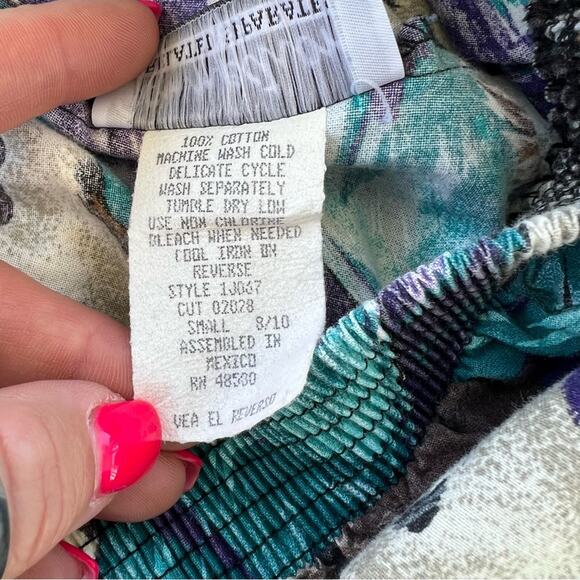 100% COTTON
MACHINE WASH COLD
DELICATE CYCLE
WASH SEPARATELY
TUMBLE DRY LOW
USE NON CHLORINE
BLEACH WHEN NEEDED
COOL IRON ON
REVERSE
STYLE 1J067
CUT 02028
SMALL 8/10
ASSEMBLED IN
MEXICO
RN 48580
VEA EL REVERSO